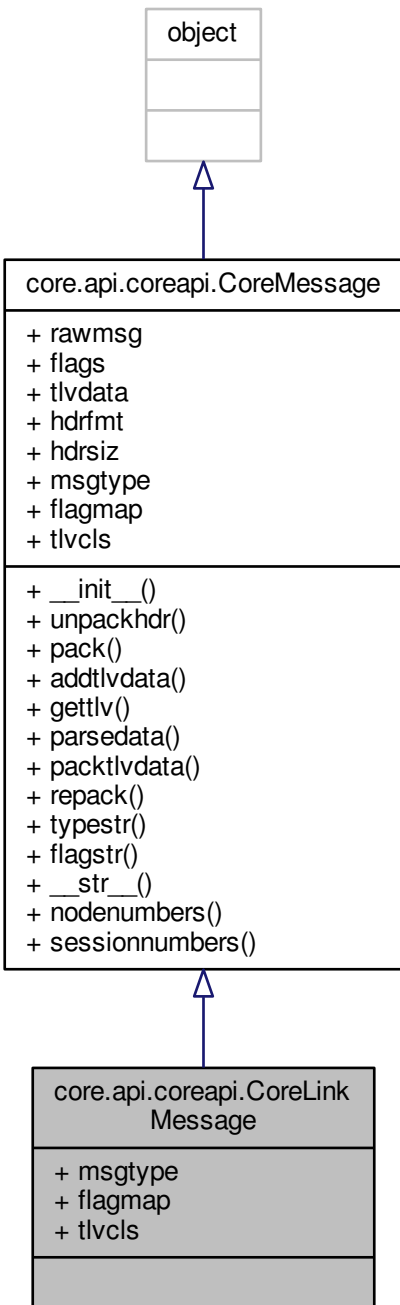 object
core.api.coreapi.CoreMessage
+ rawmsg
+ flags
+ tlvdata
+ hdrfmt
+ hdrsiz
+ msgtype
+ flagmap
+ tlvcls
+ __init__()
+ unpackhdr()
+ pack()
+ addtlvdata()
+ gettlv()
+ parsedata()
+ packtlvdata()
+ repack()
+ typestr()
+ flagstr()
+ __str__()
+ nodenumbers()
+ sessionnumbers()
core.api.coreapi.CoreLink
Message
+ msgtype
+ flagmap
+ tlvcls